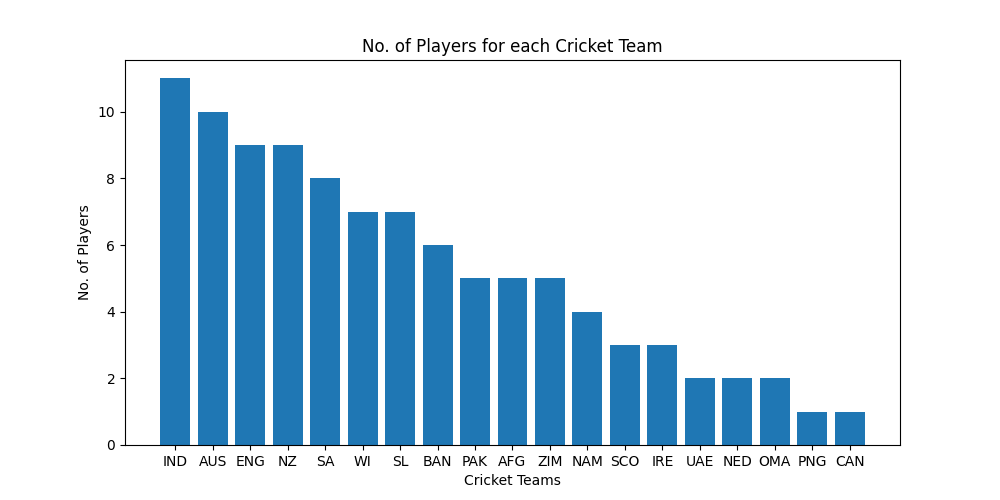 No. of Players for each Cricket Team
No. of Players
10
8
6
4
2
0
IND AUS ENG NZ SA WI SL BAN PAK AFG ZIM NAM SCO IRE UAE NED OMA PNG CAN
Cricket Teams